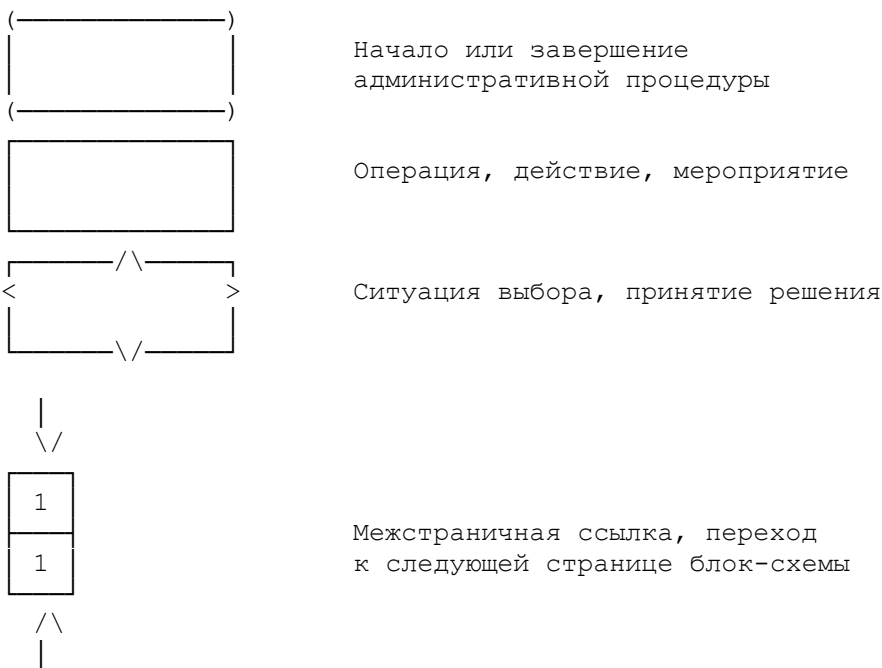 Начало или завершение
административной процедуры
Операция, действие, мероприятие
Ситуация выбора, принятие решения
1
Межстраничная ссылка, переход
1 к следующей странице блок-схемы